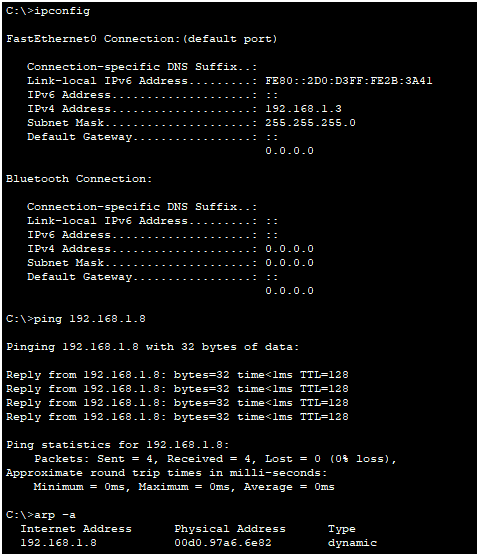 C:\>ipconfig
FastEthernet0 Connection:(default port)
Connection-specific DNS Suffix..:
Link-local IPv6 Address.........: FE80::2D0:D3FF:FE2B:3A41
IPv6 Address....................: ::
IPv4 Address....................: 192.168.1.3
Subnet Mask.....................: 255.255.255.0
Default Gateway.................: ::
0.0.0.0
Bluetooth Connection:
Connection-specific DNS Suffix..:
Link-local IPv6 Address.........: ::
IPv6 Address....................: ::
IPv4 Address....................: 0.0.0.0
Subnet Mask.....................: 0.0.0.0
Default Gateway.................: ::
0.0.0.0
C:\>ping 192.168.1.8
Pinging 192.168.1.8 with 32 bytes of data:
Reply from 192.168.1.8: bytes=32 time<1ms TTL=128
Reply from 192.168.1.8: bytes=32 time<1ms TTL=128
Reply from 192.168.1.8: bytes=32 time<1ms TTL=128
Reply from 192.168.1.8: bytes=32 time<1ms TTL=128
Ping statistics for 192.168.1.8:
Packets: Sent = 4, Received = 4, Lost = 0 (0% loss),
Approximate round trip times in milli-seconds:
Minimum = 0ms, Maximum = 0ms, Average = 0ms
C:\>arp -a
Internet Address Physical Address Type
192.168.1.8 00d0.97a6.6e82 dynamic